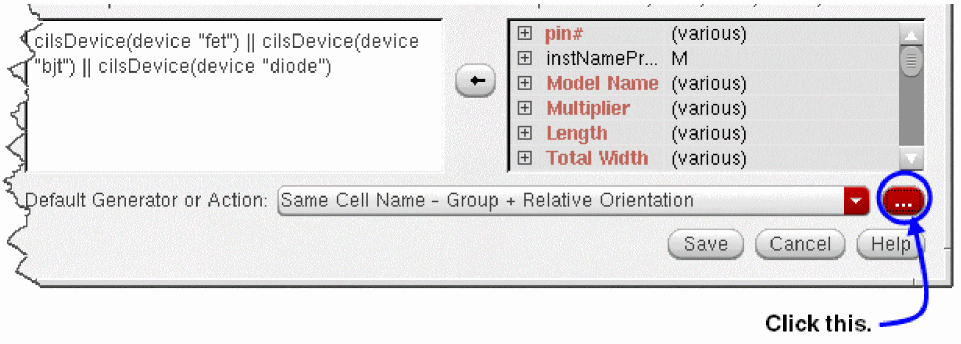 cilsDevice(device "fet") || cilsDevice(device
"bjt") || cilsDevice(device "diode")
pin# (various)
instNamePr... M
Model Name (various)
Multiplier (various)
Length (various)
Total Width (various)
Default Generator or Action: Same Cell Name - Group + Relative Orientation ...
Save Cancel Help
Click this.